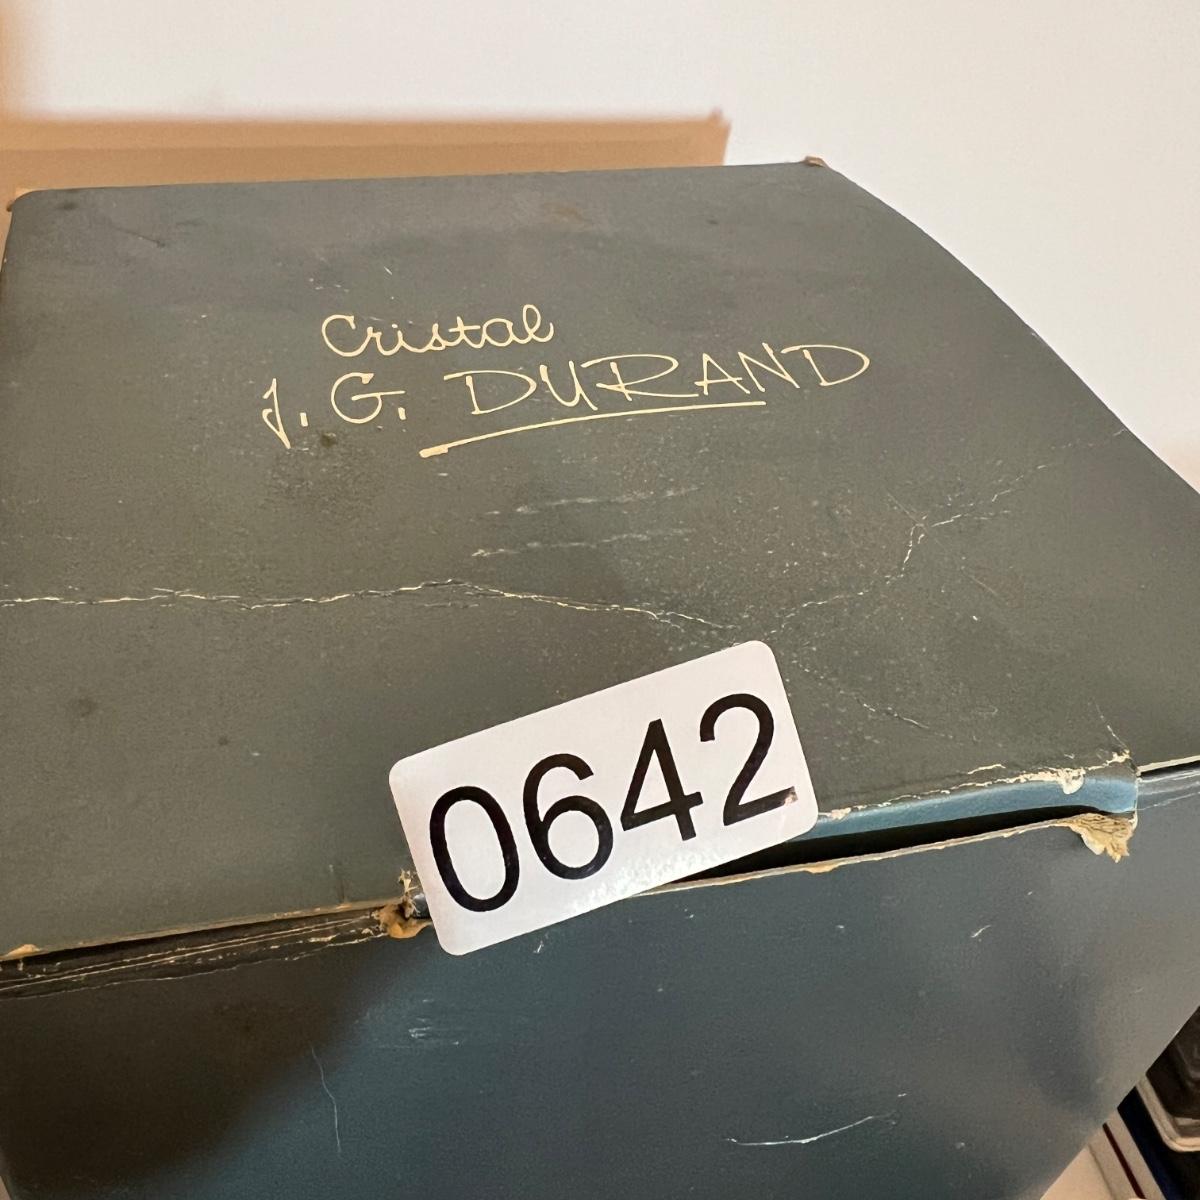 Cristal
J. G. DURAND
0642